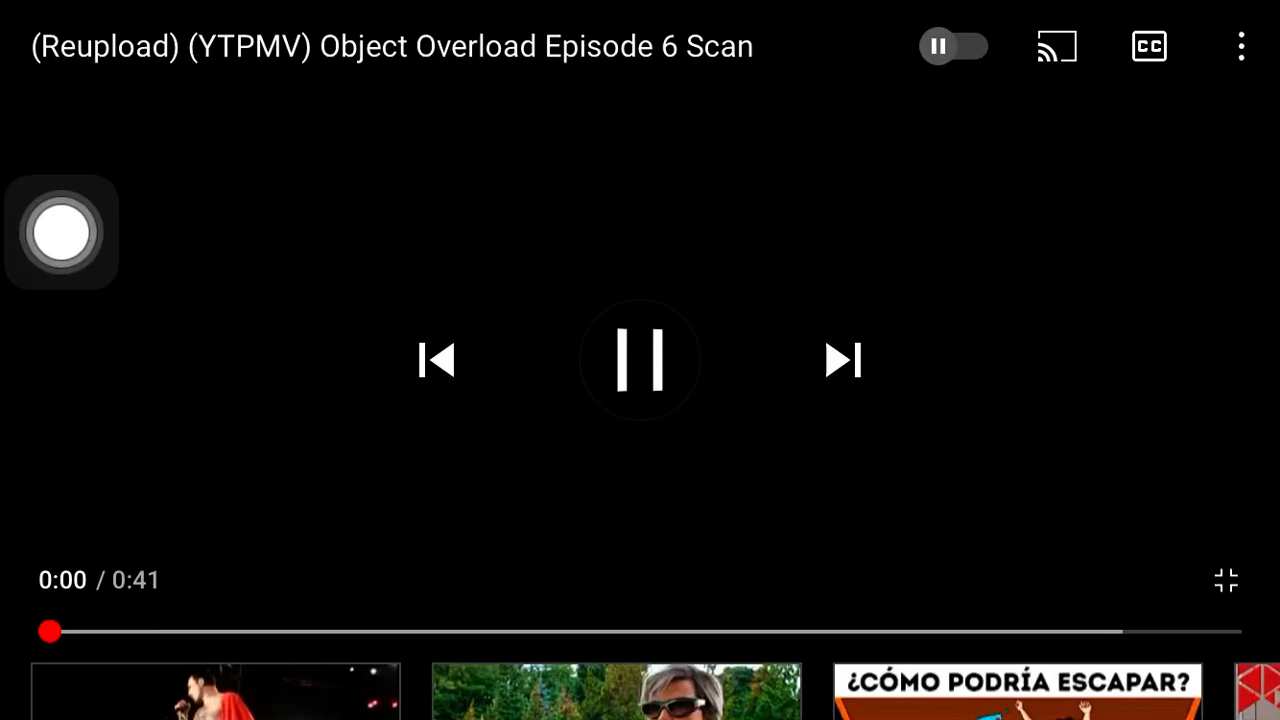 (Reupload) (YTPMV) Object Overload Episode 6 Scan
CC
0:00 / 0:41
¿CÓMO PODRÍA ESCAPAR?